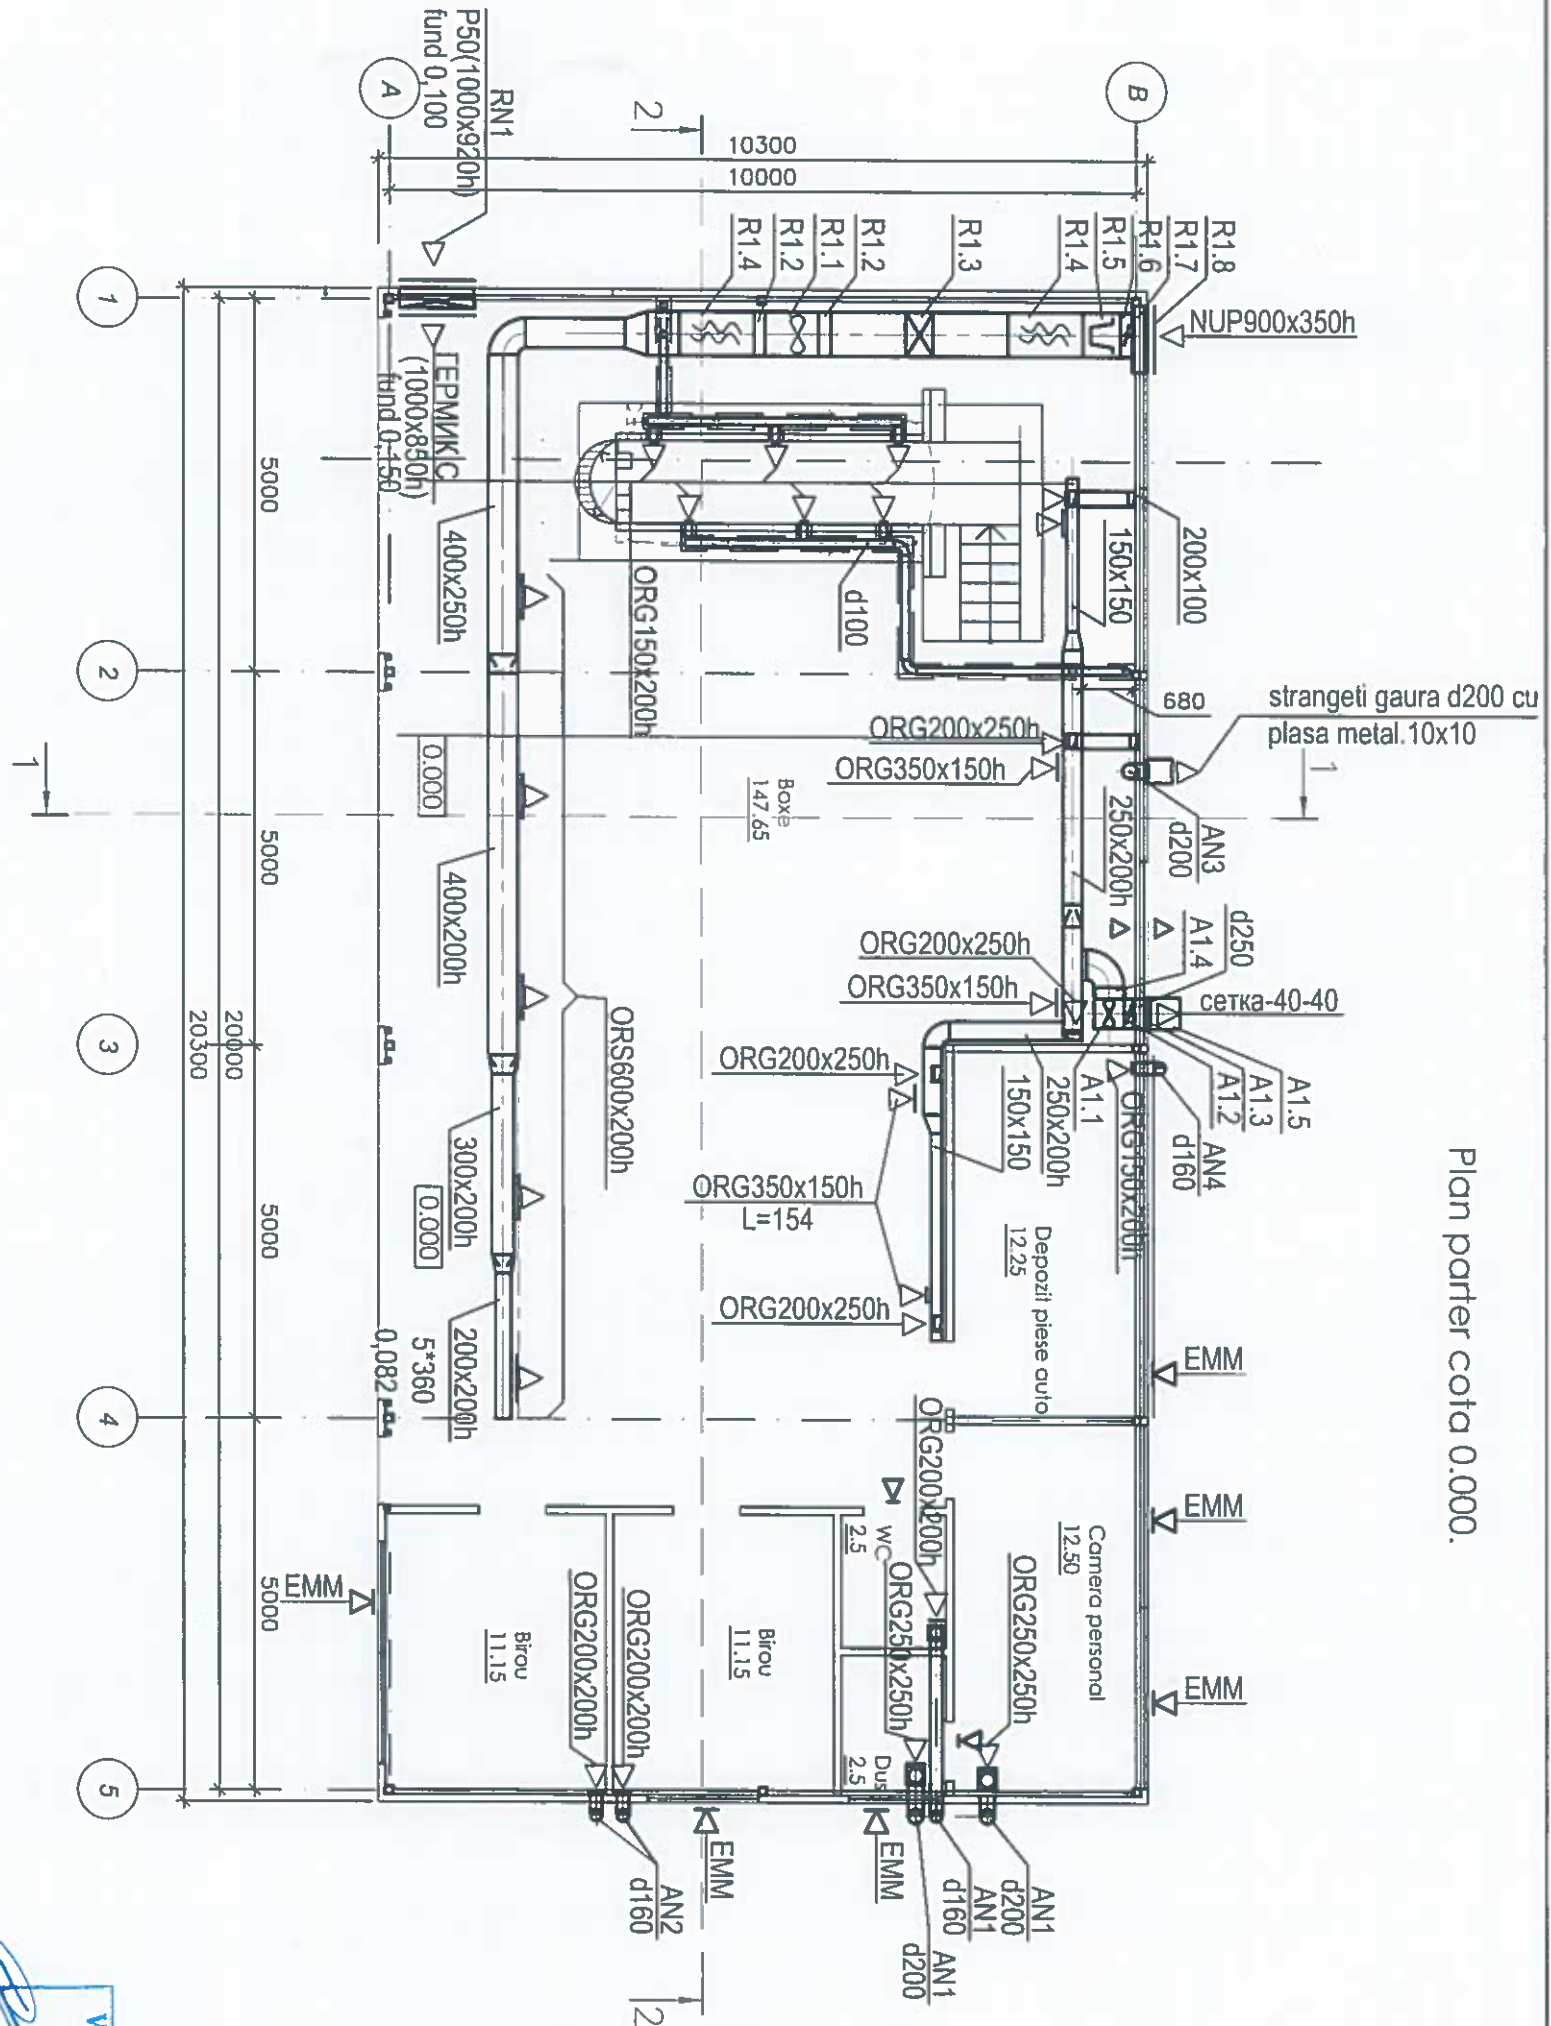 Plan parter cota 0.000.
P50(1000x920h)
fund 0,100
RN1
A
B
2
10300
10000
R1.4
R1.2
R1.1
R1.2
R1.3
R1.4
R1.5
R1.6
R1.7
R1.8
NUP900x350h
1
ТЕРМИК С
(1000x850h)
fund 0,150
5000
400x250h
ORG150x200h
d100
150x150
200x100
2
680
strangeti gaura d200 cu
plasa metal.10x10
ORG200x250h
ORG350x150h
1
1
0.000
Boxe
147.65
250x200h
AN3
d200
5000
400x200h
ORG200x250h
ORG350x150h
A1.4
d250
сетка-40-40
3
20000
20300
ORS600x200h
ORG200x250h
150x150
250x200h
A1.1
A1.2
A1.3
A1.5
ORG150x200h
AN4
d160
5000
300x200h
0.000
ORG350x150h
L=154
Depozit piese auto
12.25
ORG200x250h
EMM
4
0,082
5*360
200x200h
ORG200x200h
EMM
WC
2.5
Camera personal
12.50
5000
EMM
ORG200x200h
ORG200x200h
Birou
11.15
Birou
11.15
ORG250x250h
ORG250x250h
EMM
Dus
2.5
5
EMM
EMM
AN2
d160
AN1
d200
AN1
d160
AN1
d200
2